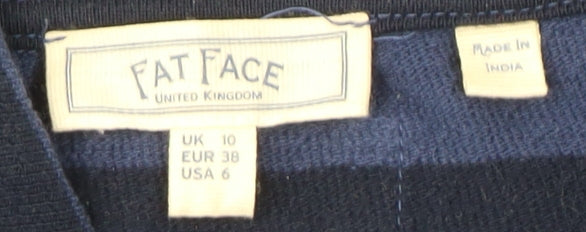 FAT FACE
UNITED KINGDOM
UK 10
EUR 38
USA 6
MADE IN
INDIA